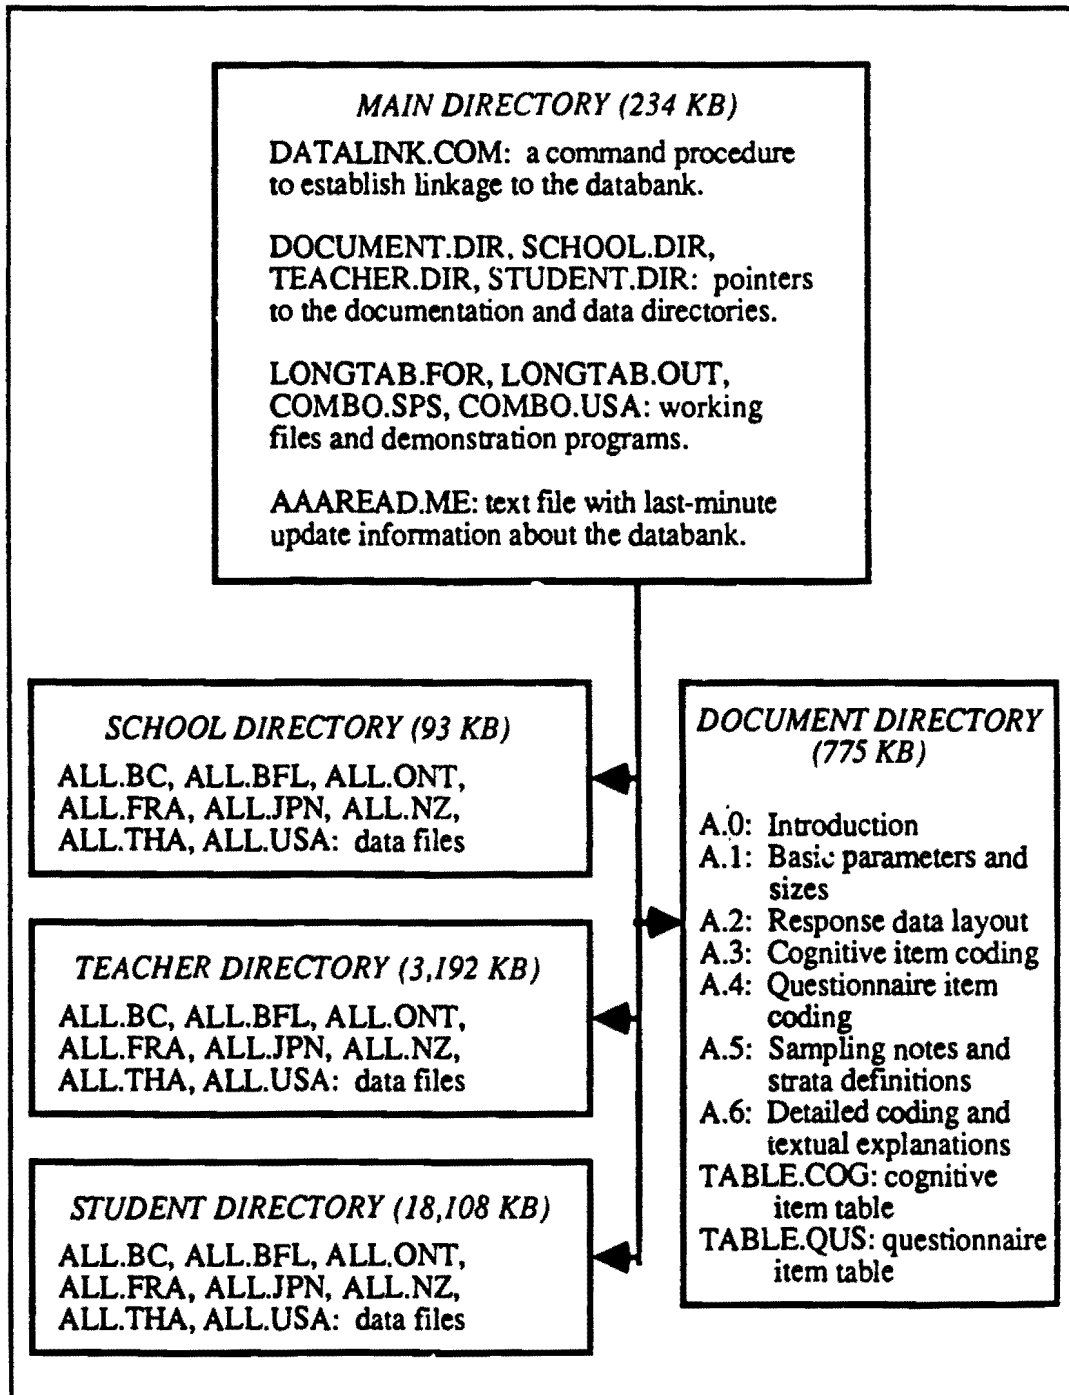 MAIN DIRECTORY (234 KB)
DATALINK.COM: a command procedure
to establish linkage to the databank.
DOCUMENT.DIR, SCHOOL.DIR,
TEACHER.DIR, STUDENT.DIR: pointers
to the documentation and data directories.
LONGTAB.FOR, LONGTAB.OUT,
COMBO.SPS, COMBO.USA: working
files and demonstration programs.
AAAREAD.ME: text file with last-minute
update information about the databank.
SCHOOL DIRECTORY (93 KB)
ALL.BC, ALL.BFL, ALL.ONT,
ALL.FRA, ALL.JPN, ALL.NZ,
ALL.THA, ALL.USA: data files
TEACHER DIRECTORY (3,192 KB)
ALL.BC, ALL.BFL, ALL.ONT,
ALL.FRA, ALL.JPN, ALL.NZ,
ALL.THA, ALL.USA: data files
STUDENT DIRECTORY (18,108 KB)
ALL.BC, ALL.BFL, ALL.ONT,
ALL.FRA, ALL.JPN, ALL.NZ,
ALL.THA, ALL.USA: data files
DOCUMENT DIRECTORY
(775 KB)
A.0: Introduction
A.1: Basic parameters and
sizes
A.2: Response data layout
A.3: Cognitive item coding
A.4: Questionnaire item
coding
A.5: Sampling notes and
strata definitions
A.6: Detailed coding and
textual explanations
TABLE.COG: cognitive
item table
TABLE.QUS: questionnaire
item table